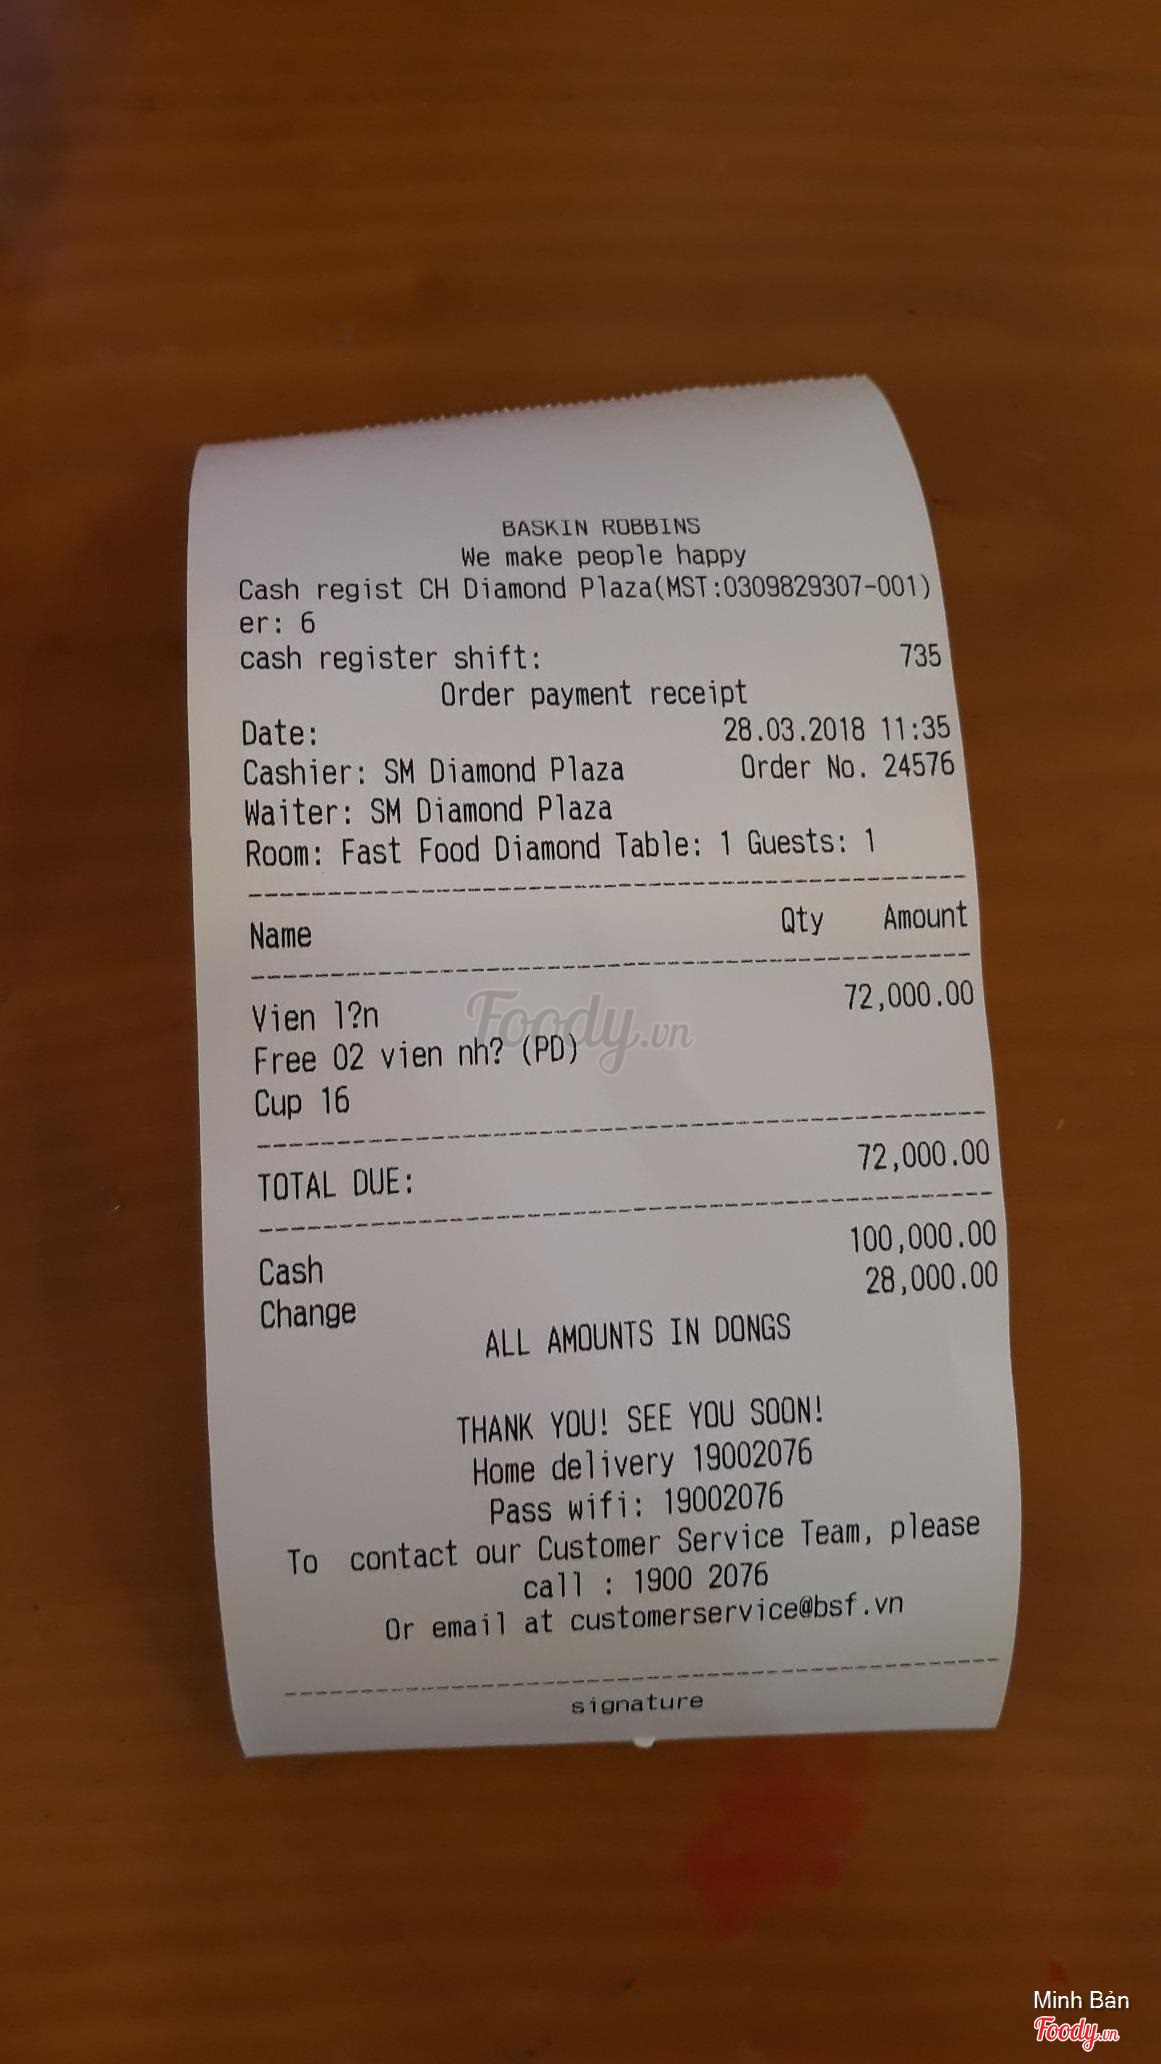 BASKIN ROBBINS
We make people happy
Cash regist CH Diamond Plaza(MST:0309829307-001)
er: 6
cash register shift: 735
Order payment receipt
Date: 28.03.2018 11:35
Cashier: SM Diamond Plaza Order No. 24576
Waiter: SM Diamond Plaza
Room: Fast Food Diamond Table: 1 Guests: 1
Name Qty Amount
Vien l?n 72,000.00
Free 02 vien nh? (PD)
Cup 16
TOTAL DUE: 72,000.00
Cash 100,000.00
Change 28,000.00
ALL AMOUNTS IN DONGS
THANK YOU! SEE YOU SOON!
Home delivery 19002076
Pass wifi: 19002076
To contact our Customer Service Team, please
call : 1900 2076
Or email at customerservice@bsf.vn
signature
Foody.vn
Minh Bản
Foody.vn